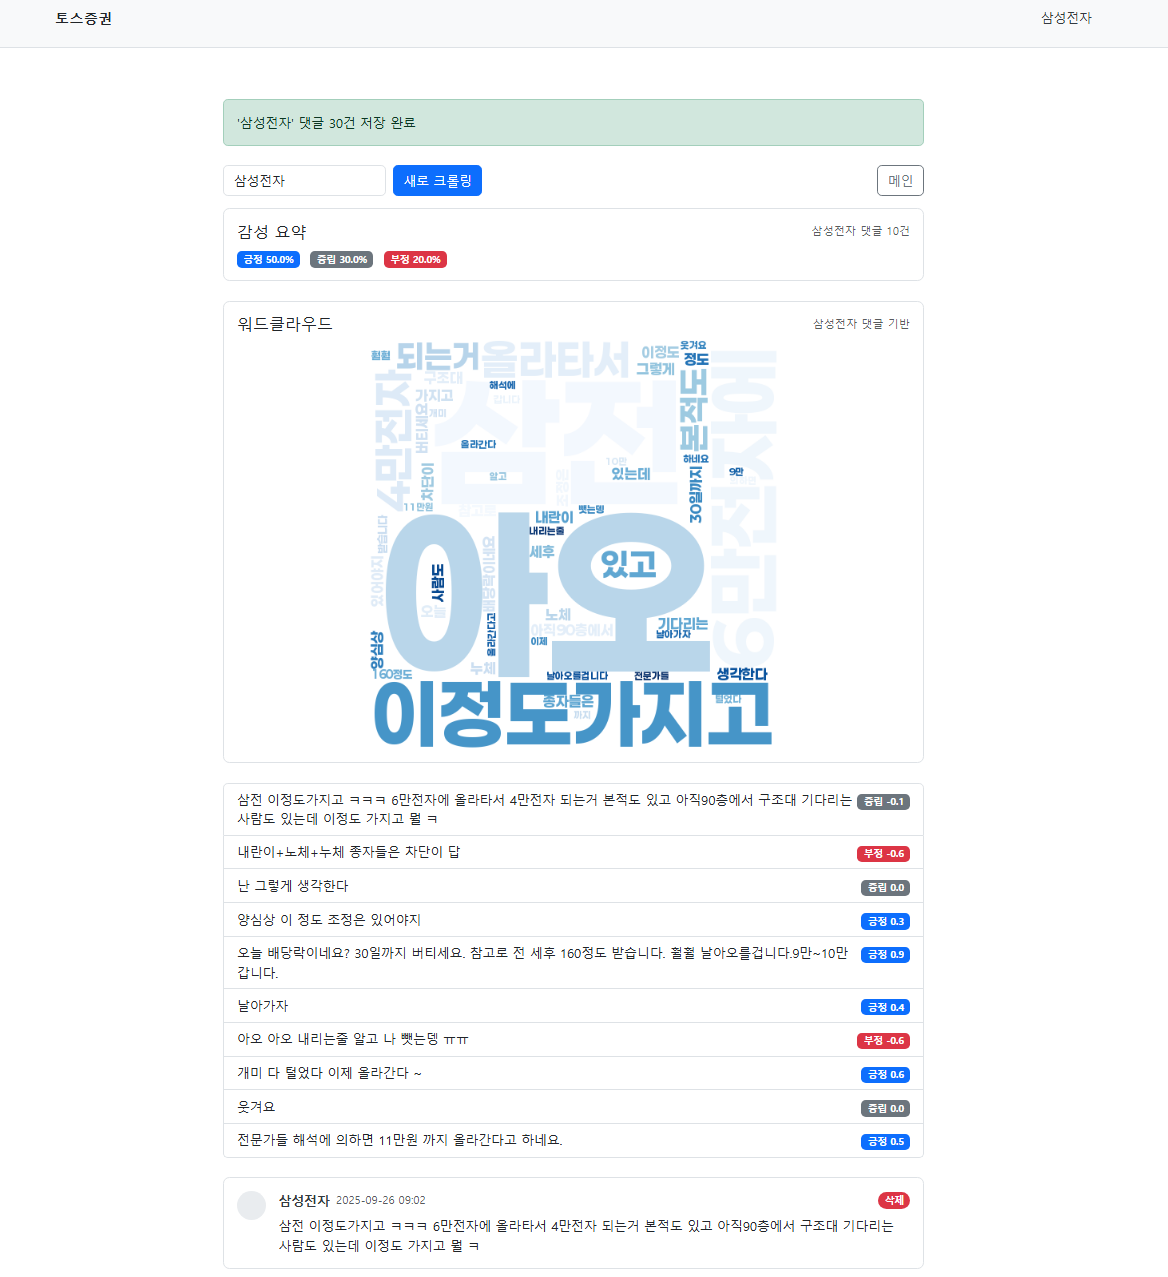 토스증권
삼성전자
'삼성전자' 댓글 30건 저장 완료
삼성전자
새로 크롤링
메인
감성 요약
삼성전자 댓글 10건
긍정 50.0%
중립 30.0%
부정 20.0%
워드클라우드
삼성전자 댓글 기반
훨훨
되는거
올라타서
이정도
웃겨요
정도
그렇게
구조대
해석에
가지고
갑니다
개미
4만전자
버티세요
삼전
본적도
6만전자에
올라간다
차단이
알고
10만
있는데
하네요
9만
30일까지
11만원
참고로
내란이
뺏는뎅
내리는줄
받습니다
세후
있어야지
배당락이네요
사람도
있고
아오
오늘
올라간다고
노체
아직90층에서
이제
기다리는
날아가자
양심상
160정도
누체
날아오를겁니다
전문가들
생각한다
종자들은
까지
털었다
이정도가지고
삼전 이정도가지고 ㅋㅋㅋ 6만전자에 올라타서 4만전자 되는거 본적도 있고 아직90층에서 구조대 기다리는
중립 -0.1
사람도 있는데 이정도 가지고 뭘 ㅋ
내란이+노체+누체 종자들은 차단이 답
부정 -0.6
난 그렇게 생각한다
중립 0.0
양심상 이 정도 조정은 있어야지
긍정 0.3
오늘 배당락이네요? 30일까지 버티세요. 참고로 전 세후 160정도 받습니다. 훨훨 날아오를겁니다.9만~10만
긍정 0.9
갑니다.
날아가자
긍정 0.4
아오 아오 내리는줄 알고 나 뺏는뎅 ㅠㅠ
부정 -0.6
개미 다 털었다 이제 올라간다 ~
긍정 0.6
웃겨요
중립 0.0
전문가들 해석에 의하면 11만원 까지 올라간다고 하네요.
긍정 0.5
삼성전자 2025-09-26 09:02
삭제
삼전 이정도가지고 ㅋㅋㅋ 6만전자에 올라타서 4만전자 되는거 본적도 있고 아직90층에서 구조대 기다리는
사람도 있는데 이정도 가지고 뭘 ㅋ